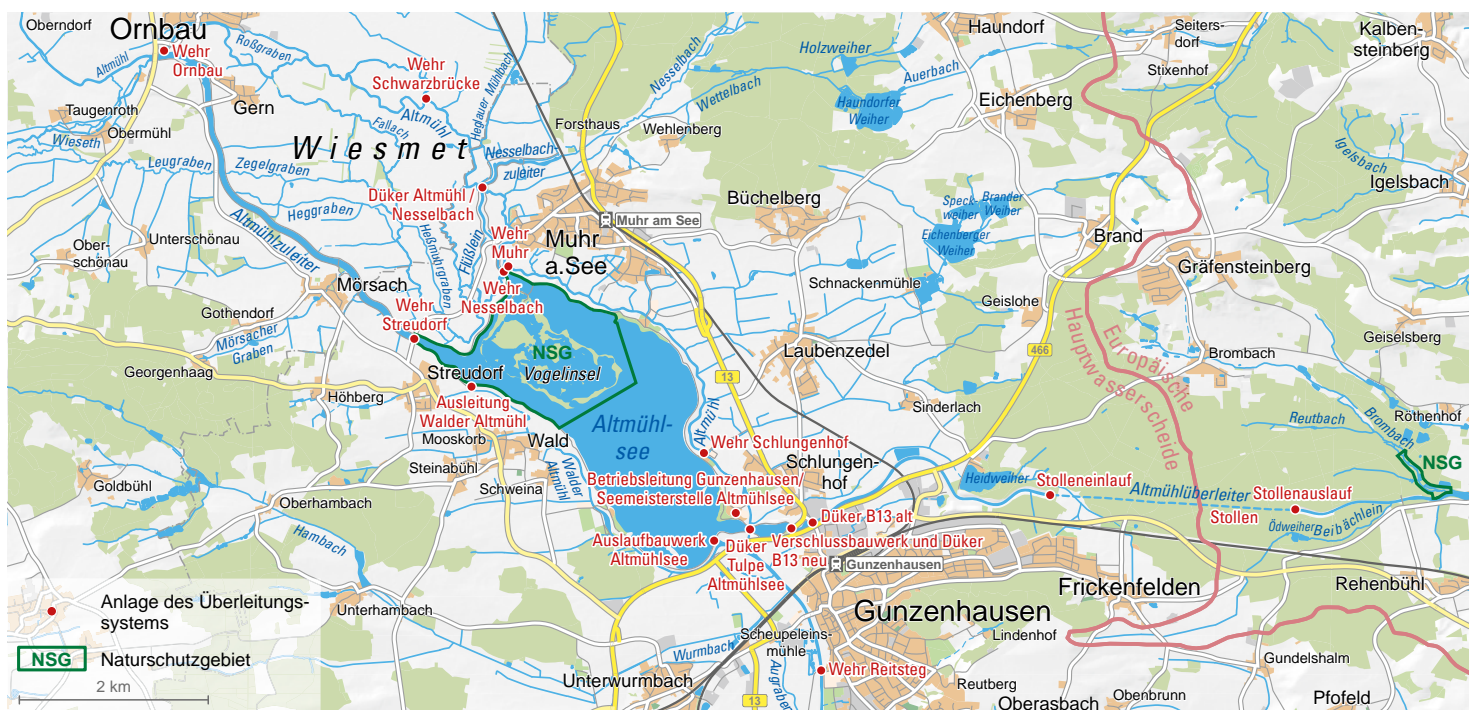 Oberndorf
Ornbau
Wehr
Ornbau
Altmühl
Roßgraben
Gern
Taugenroth
Obermühl
Wieseth
Leugraben
Wehr
Schwarzbrücke
Altmühl
Fallach
Zegelgraben
Wiesmet
Heglauer Mühlbach
Nesselbach-
zuleiter
Forsthaus
Nesselbach
Wettelbach
Wehlenberg
Holzweiher
Haundorf
Auerbach
Haundorfer
Weiher
Eichenberg
Seiters-
dorf
Stixenhof
Kalben-
steinberg
Igelsbach
Igelsbach
Düker Altmühl /
Nesselbach
Heggraben
Heßmuhrgraben
Flüßlein
Unterschönau
Ober-
schönau
Altmühlzuleiter
Mörsach
Gothendorf
Mörsacher
Graben
Georgenhaag
Höhberg
Wehr
Streudorf
Wehr
Muhr
Wehr
Nesselbach
Muhr
a.See
Muhr am See
Büchelberg
Speck-
weiher
Brander
Weiher
Eichenberger
Weiher
Brand
Gräfensteinberg
Schnackenmühle
Geislohe
Geiselsberg
Brombach
Laubenzedel
466
13
Europäische
Hauptwasserscheide
NSG
Vogelinsel
Streudorf
Ausleitung
Walder Altmühl
Mooskorb
Wald
Walder
Altmühl
Steinabühl
Schweina
Goldbühl
Oberhambach
Hambach
Unterhambach
Altmühl-
see
Altmühl
Wehr Schlungenhof
Schlungen-
hof
Sinderlach
Reutbach
Brombach
Röthenhof
NSG
Betriebsleitung Gunzenhausen/
Seemeisterstelle Altmühlsee
Auslaufbauwerk
Altmühlsee
Düker
Tulpe
Altmühlsee
Verschlussbauwerk und Düker
B13 neu
Düker B13 alt
Heidweiher
Stolleneinlauf
Altmühlüberleiter
Stollenauslauf
Stollen
Ödweiher
Beibächlein
Gunzenhausen
Gunzenhausen
Frickenfelden
Rehenbühl
Lindenhof
Gundelshalm
Scheupeleins-
mühle
Wurmbach
Augraben
Wehr Reitsteg
Unterwurmbach
13
Reutberg
Oberasbach
Obenbrunn
Pfofeld
Anlage des Überleitungs-
systems
NSG
Naturschutzgebiet
2 km